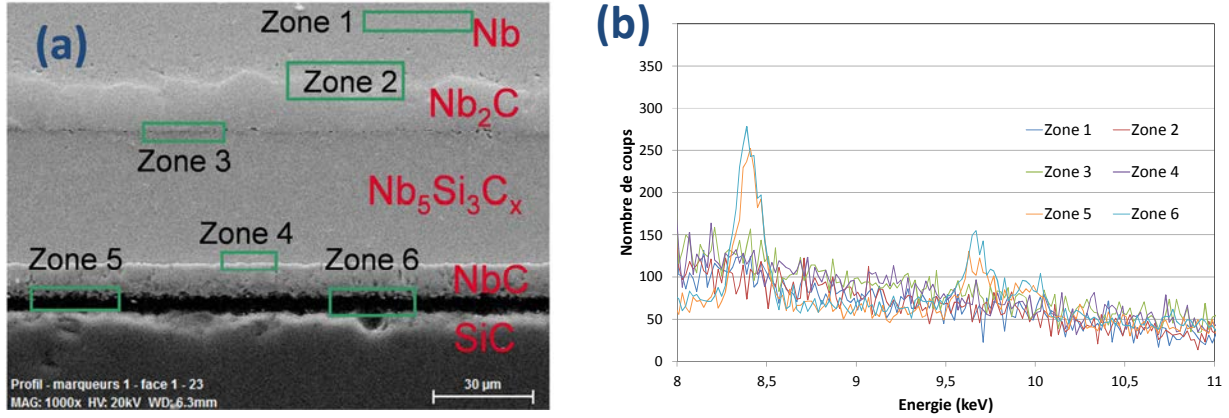 (a)
Zone 1
Nb
Zone 2
Nb2C
Zone 3
Nb5Si3Cx
Zone 4
Zone 5
Zone 6
NbC
SiC
Profil - marqueurs 1 - face 1 - 23
MAG: 1000x HV: 20kV WD: 6.3mm
30 µm
(b)
Nombre de coups
400
350
300
250
200
150
100
50
0
Zone 1
Zone 2
Zone 3
Zone 4
Zone 5
Zone 6
8
8,5
9
9,5
10
10,5
11
Energie (keV)